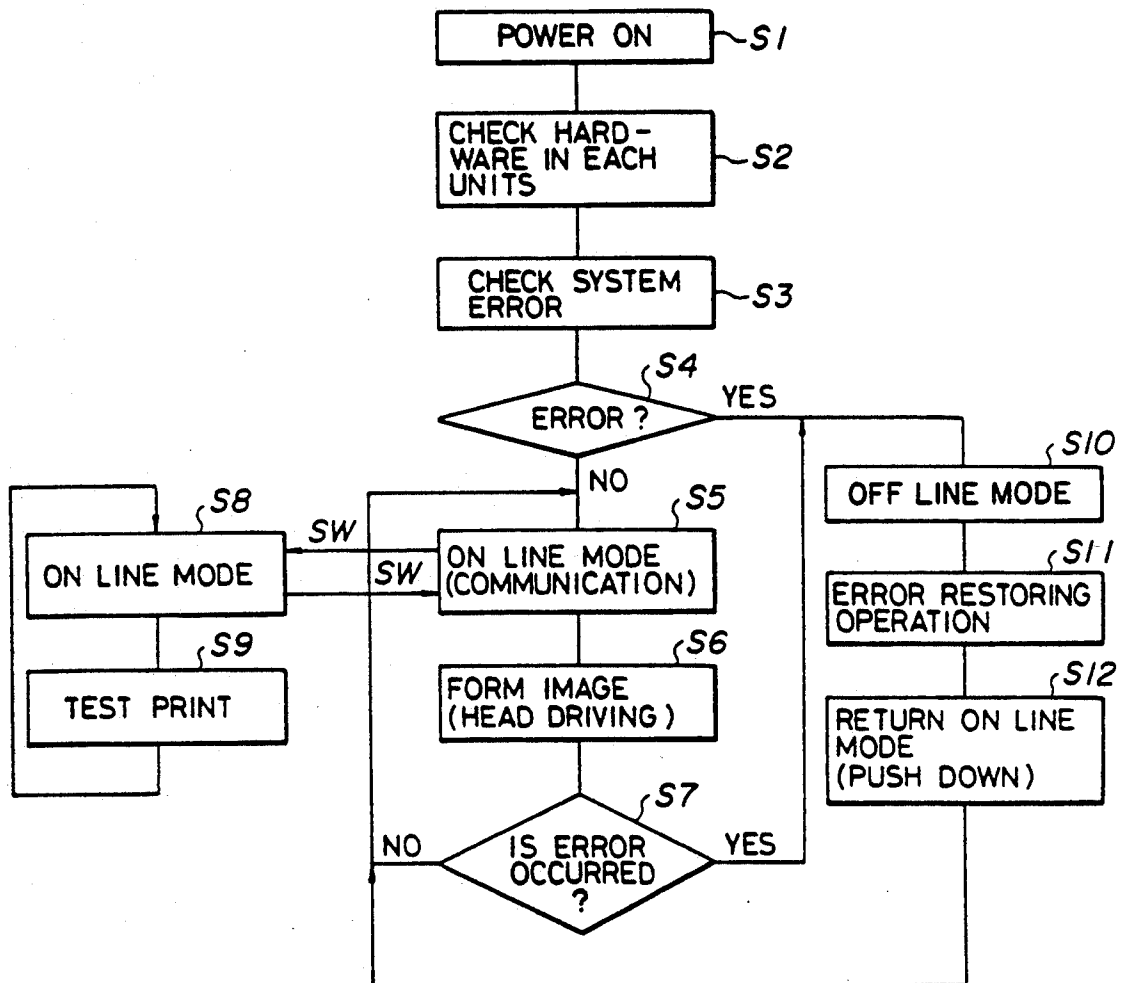 POWER ON
S1
CHECK HARD-
WARE IN EACH
UNITS
S2
CHECK SYSTEM
ERROR
S3
S4
ERROR ?
YES
NO
S10
OFF LINE MODE
S8
ON LINE MODE
SW
SW
S5
ON LINE MODE
(COMMUNICATION)
S11
ERROR RESTORING
OPERATION
S9
TEST PRINT
S6
FORM IMAGE
(HEAD DRIVING)
S12
RETURN ON LINE
MODE
(PUSH DOWN)
S7
NO
IS ERROR
OCCURRED
?
YES